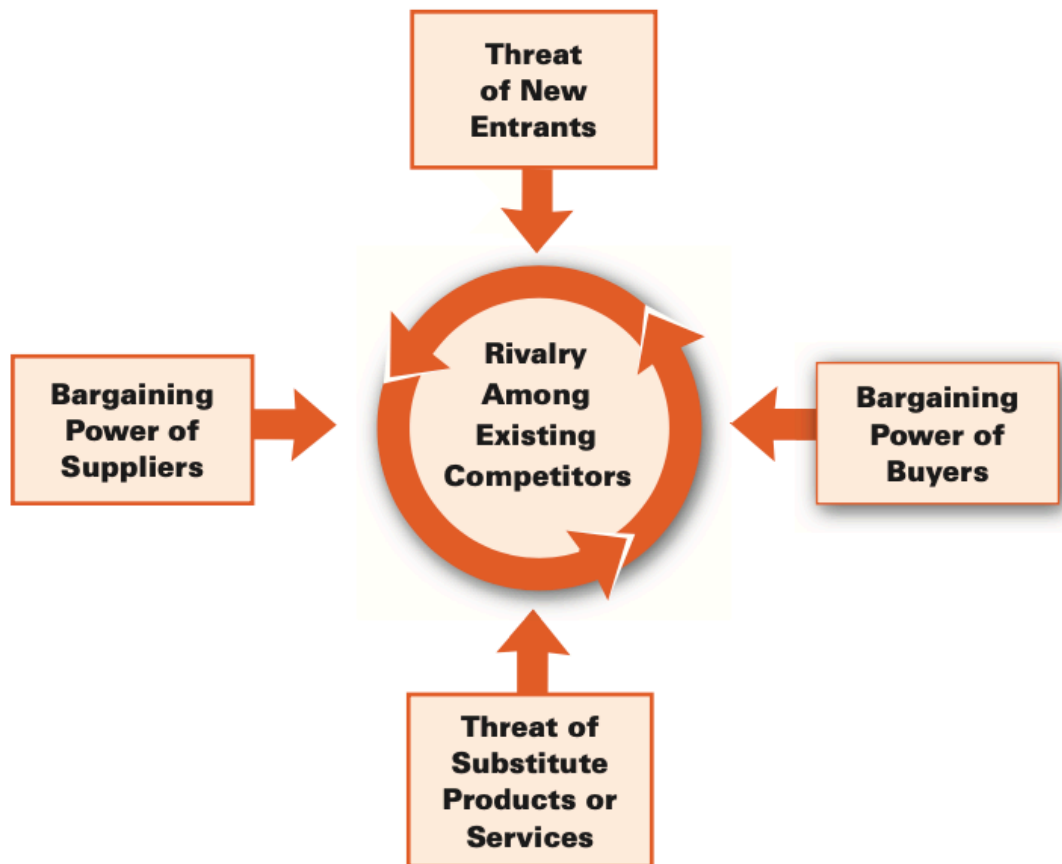 Threat
of New
Entrants
Bargaining
Power of
Suppliers
Rivalry
Among
Existing
Competitors
Bargaining
Power of
Buyers
Threat of
Substitute
Products or
Services